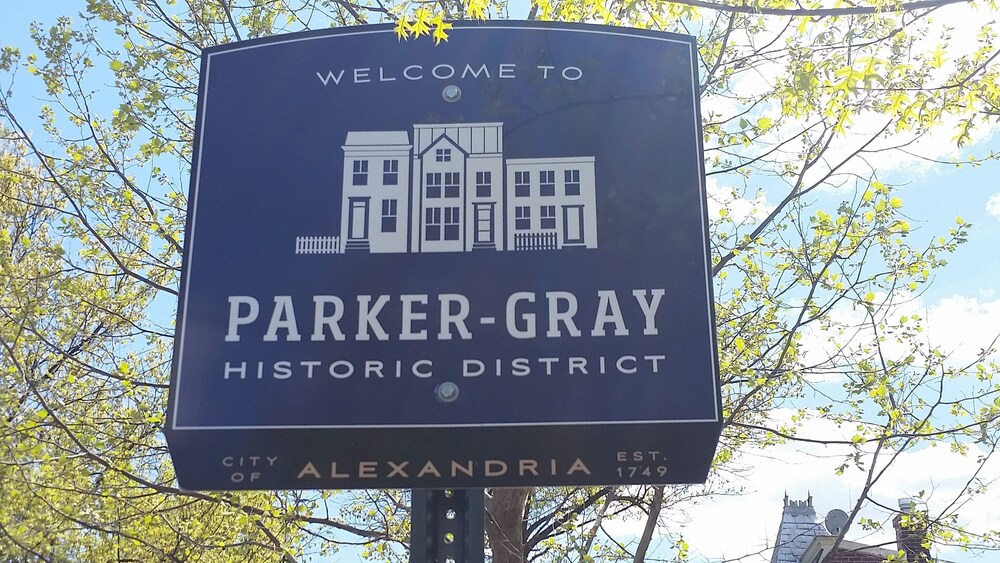 WELCOME TO
PARKER-GRAY
HISTORIC DISTRICT
CITY OF ALEXANDRIA EST. 1749